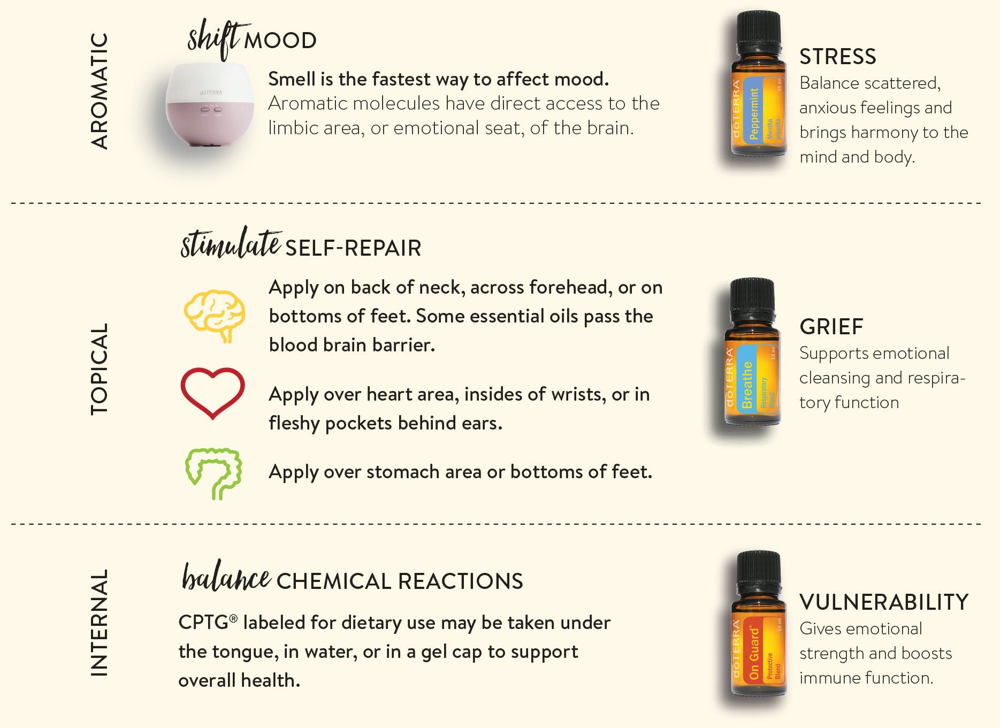 AROMATIC
shift MOOD
dōTERRA
MIST LIGHT
Smell is the fastest way to affect mood.
Aromatic molecules have direct access to the
limbic area, or emotional seat, of the brain.
dōTERRA
Peppermint
Mentha
piperita
15 ml
STRESS
Balance scattered,
anxious feelings and
brings harmony to the
mind and body.
TOPICAL
stimulate SELF-REPAIR
Apply on back of neck, across forehead, or on
bottoms of feet. Some essential oils pass the
blood brain barrier.
Apply over heart area, insides of wrists, or in
fleshy pockets behind ears.
Apply over stomach area or bottoms of feet.
dōTERRA
Breathe
Respiratory
Blend
15 ml
GRIEF
Supports emotional
cleansing and respira-
tory function
INTERNAL
balance CHEMICAL REACTIONS
CPTG® labeled for dietary use may be taken under
the tongue, in water, or in a gel cap to support
overall health.
dōTERRA
On Guard®
Protective
Blend
15 ml
VULNERABILITY
Gives emotional
strength and boosts
immune function.